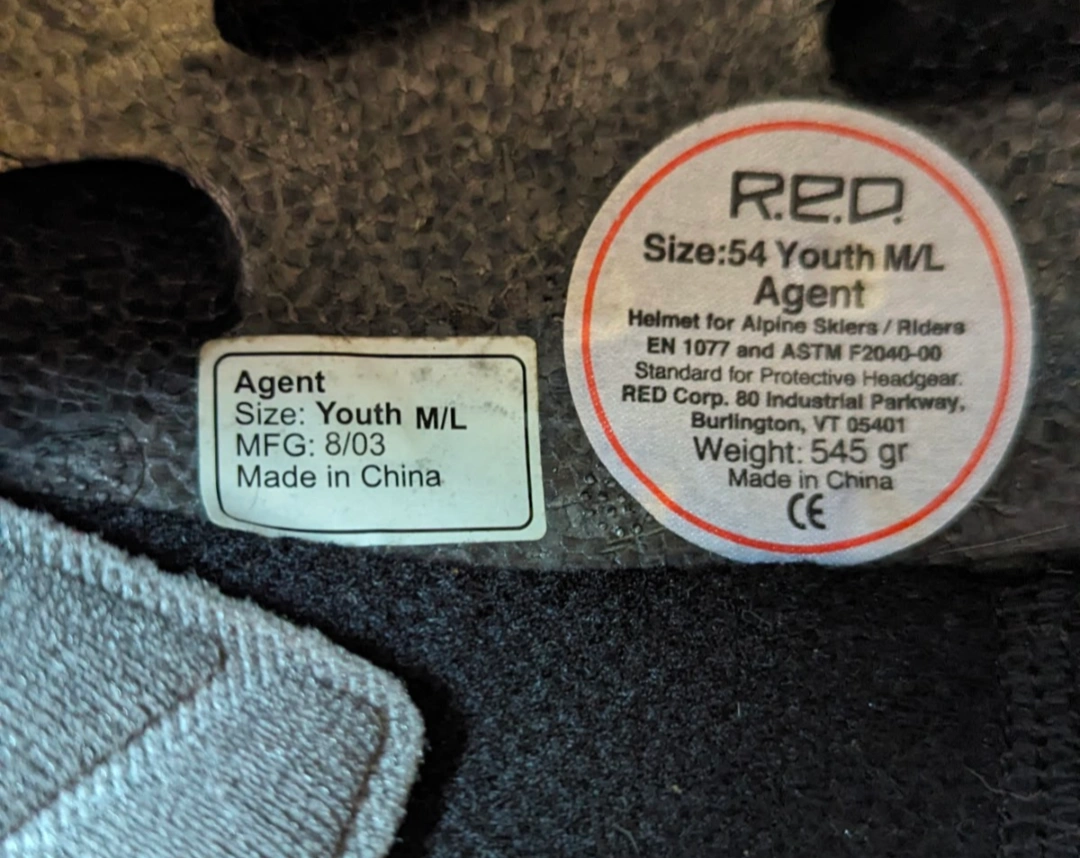 Agent
Size: Youth M/L
MFG: 8/03
Made in China
R.E.D.
Size:54 Youth M/L
Agent
Helmet for Alpine Skiers / Riders
EN 1077 and ASTM F2040-00
Standard for Protective Headgear.
RED Corp. 80 Industrial Parkway,
Burlington, VT 05401
Weight: 545 gr
Made in China
CE